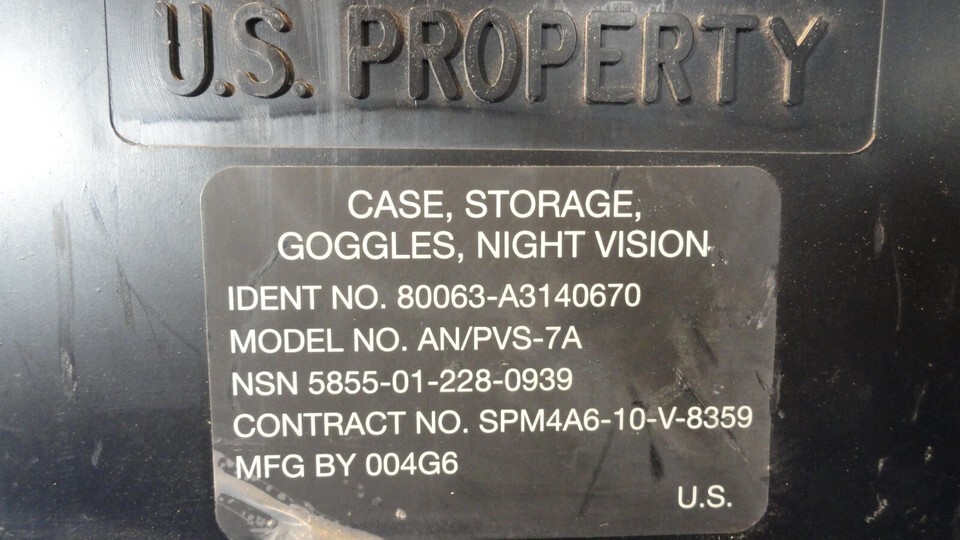 U.S. PROPERTY
CASE, STORAGE,
GOGGLES, NIGHT VISION
IDENT NO. 80063-A3140670
MODEL NO. AN/PVS-7A
NSN 5855-01-228-0939
CONTRACT NO. SPM4A6-10-V-8359
MFG BY 004G6
U.S.